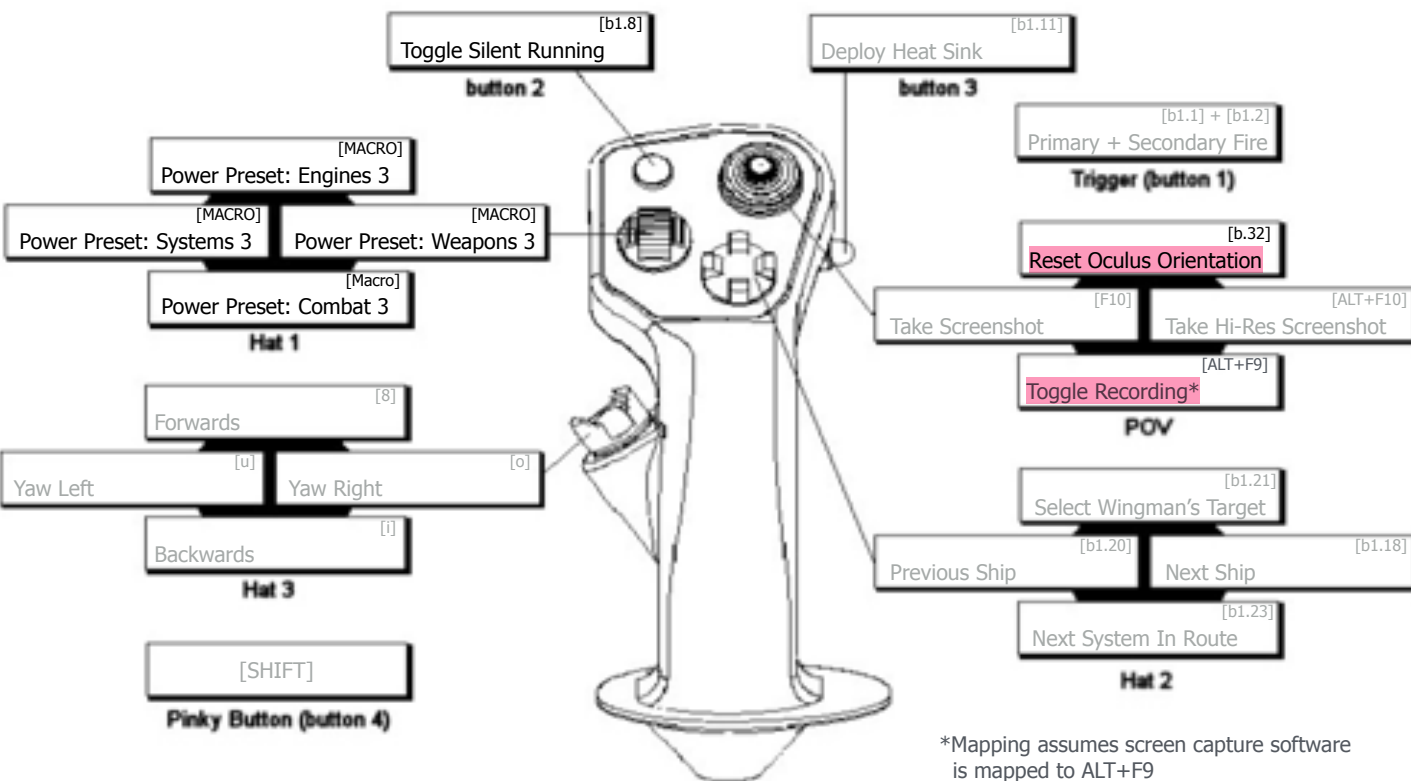 [b1.8]
Toggle Silent Running
button 2
[b1.11]
Deploy Heat Sink
button 3
[b1.1] + [b1.2]
Primary + Secondary Fire
Trigger (button 1)
[MACRO]
Power Preset: Engines 3
[MACRO]
Power Preset: Systems 3
[MACRO]
Power Preset: Weapons 3
[Macro]
Power Preset: Combat 3
Hat 1
[b.32]
Reset Oculus Orientation
[F10]
Take Screenshot
[ALT+F10]
Take Hi-Res Screenshot
[ALT+F9]
Toggle Recording*
POV
[8]
Forwards
[u]
Yaw Left
[o]
Yaw Right
[i]
Backwards
Hat 3
[b1.21]
Select Wingman's Target
[b1.20]
Previous Ship
[b1.18]
Next Ship
[b1.23]
Next System In Route
Hat 2
[SHIFT]
Pinky Button (button 4)
*Mapping assumes screen capture software
is mapped to ALT+F9